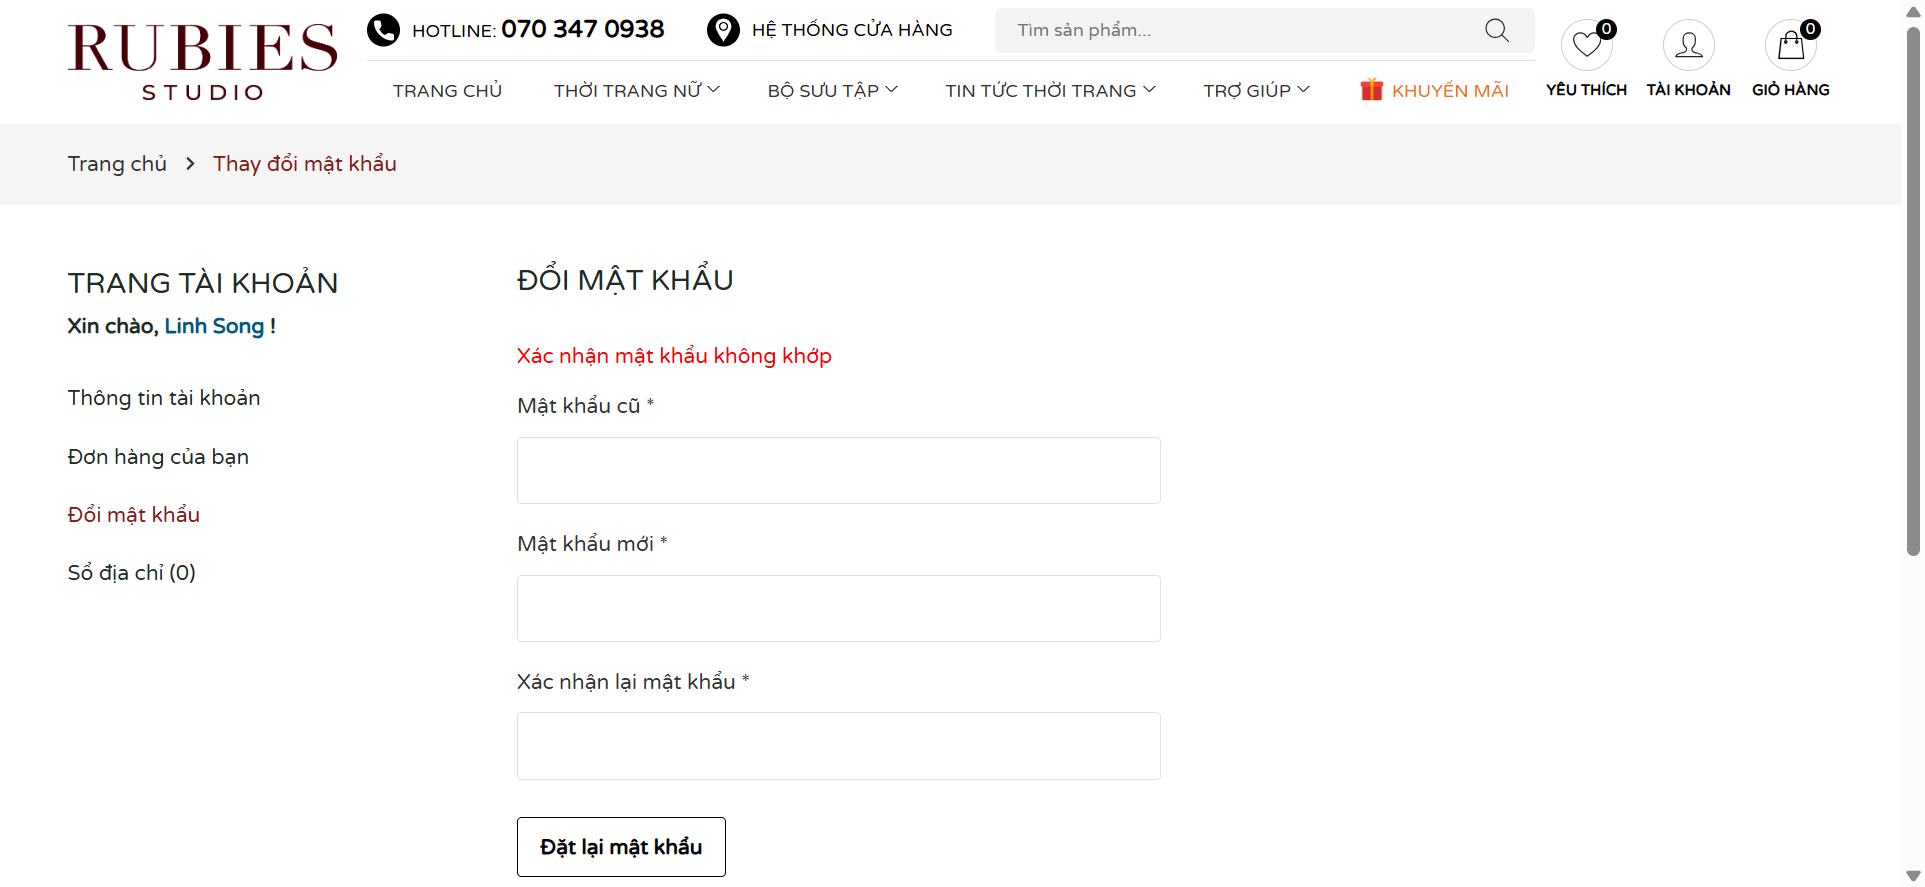 RUBIES
STUDIO
HOTLINE: 070 347 0938
HỆ THỐNG CỬA HÀNG
Tìm sản phẩm...
0
0
YÊU THÍCH
TÀI KHOẢN
GIỎ HÀNG
TRANG CHỦ
THỜI TRANG NỮ
BỘ SƯU TẬP
TIN TỨC THỜI TRANG
TRỢ GIÚP
KHUYẾN MÃI
Trang chủ
Thay đổi mật khẩu
TRANG TÀI KHOẢN
Xin chào, Linh Song !
Thông tin tài khoản
Đơn hàng của bạn
Đổi mật khẩu
Sổ địa chỉ (0)
ĐỔI MẬT KHẨU
Xác nhận mật khẩu không khớp
Mật khẩu cũ *
Mật khẩu mới *
Xác nhận lại mật khẩu *
Đặt lại mật khẩu